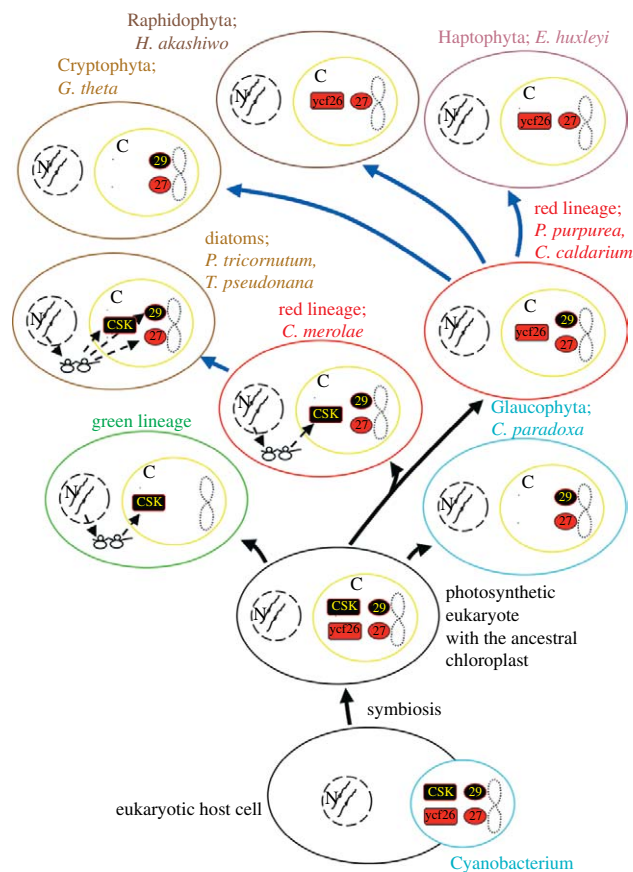 Raphidophyta;
H. akashiwo
N
C
ycf26 27
Haptophyta; E. huxleyi
N
C
ycf26 27
Cryptophyta;
G. theta
N
C
29
27
red lineage;
P. purpurea,
C. caldarium
N
C
ycf26
29
27
diatoms;
P. tricornutum,
T. pseudonana
N
C
CSK
29
27
red lineage;
C. merolae
N
C
CSK
29
27
Glaucophyta;
C. paradoxa
N
C
29
27
green lineage
N
C
CSK
N
C
CSK 29
ycf26 27
photosynthetic
eukaryote
with the ancestral
chloroplast
symbiosis
eukaryotic host cell
N
CSK 29
ycf26 27
Cyanobacterium